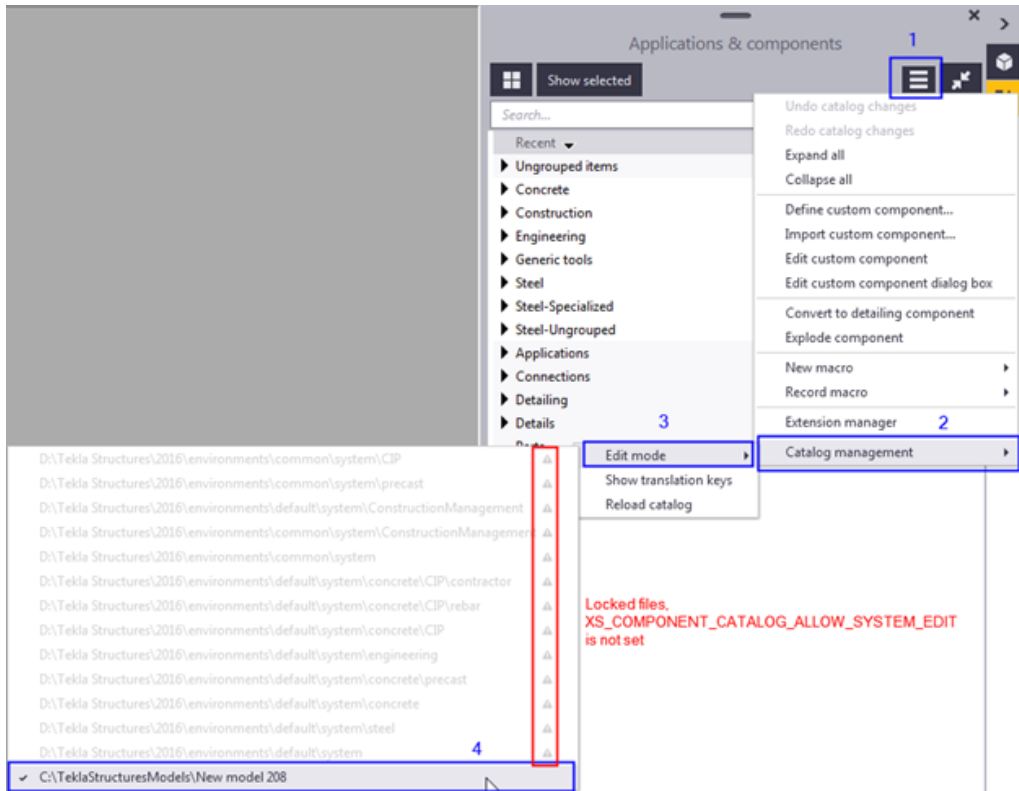 Applications & components
1
Show selected
Search...
Recent
Ungrouped items
Concrete
Construction
Engineering
Generic tools
Steel
Steel-Specialized
Steel-Ungrouped
Applications
Connections
Detailing
Details
Undo catalog changes
Redo catalog changes
Expand all
Collapse all
Define custom component...
Import custom component...
Edit custom component
Edit custom component dialog box
Convert to detailing component
Explode component
New macro
Record macro
Extension manager
2
Catalog management
3
Edit mode
Show translation keys
Reload catalog
D:\Tekla Structures\2016\environments\common\system\CIP
D:\Tekla Structures\2016\environments\common\system\precast
D:\Tekla Structures\2016\environments\default\system\ConstructionManagement
D:\Tekla Structures\2016\environments\common\system\ConstructionManagement
D:\Tekla Structures\2016\environments\common\system
D:\Tekla Structures\2016\environments\default\system\concrete\CIP\contractor
D:\Tekla Structures\2016\environments\default\system\concrete\CIP\rebar
D:\Tekla Structures\2016\environments\default\system\concrete\CIP
D:\Tekla Structures\2016\environments\default\system\engineering
D:\Tekla Structures\2016\environments\default\system\concrete\precast
D:\Tekla Structures\2016\environments\default\system\concrete
D:\Tekla Structures\2016\environments\default\system\steel
D:\Tekla Structures\2016\environments\default\system
4
C:\TeklaStructuresModels\New model 208
Locked files,
XS_COMPONENT_CATALOG_ALLOW_SYSTEM_EDIT
is not set